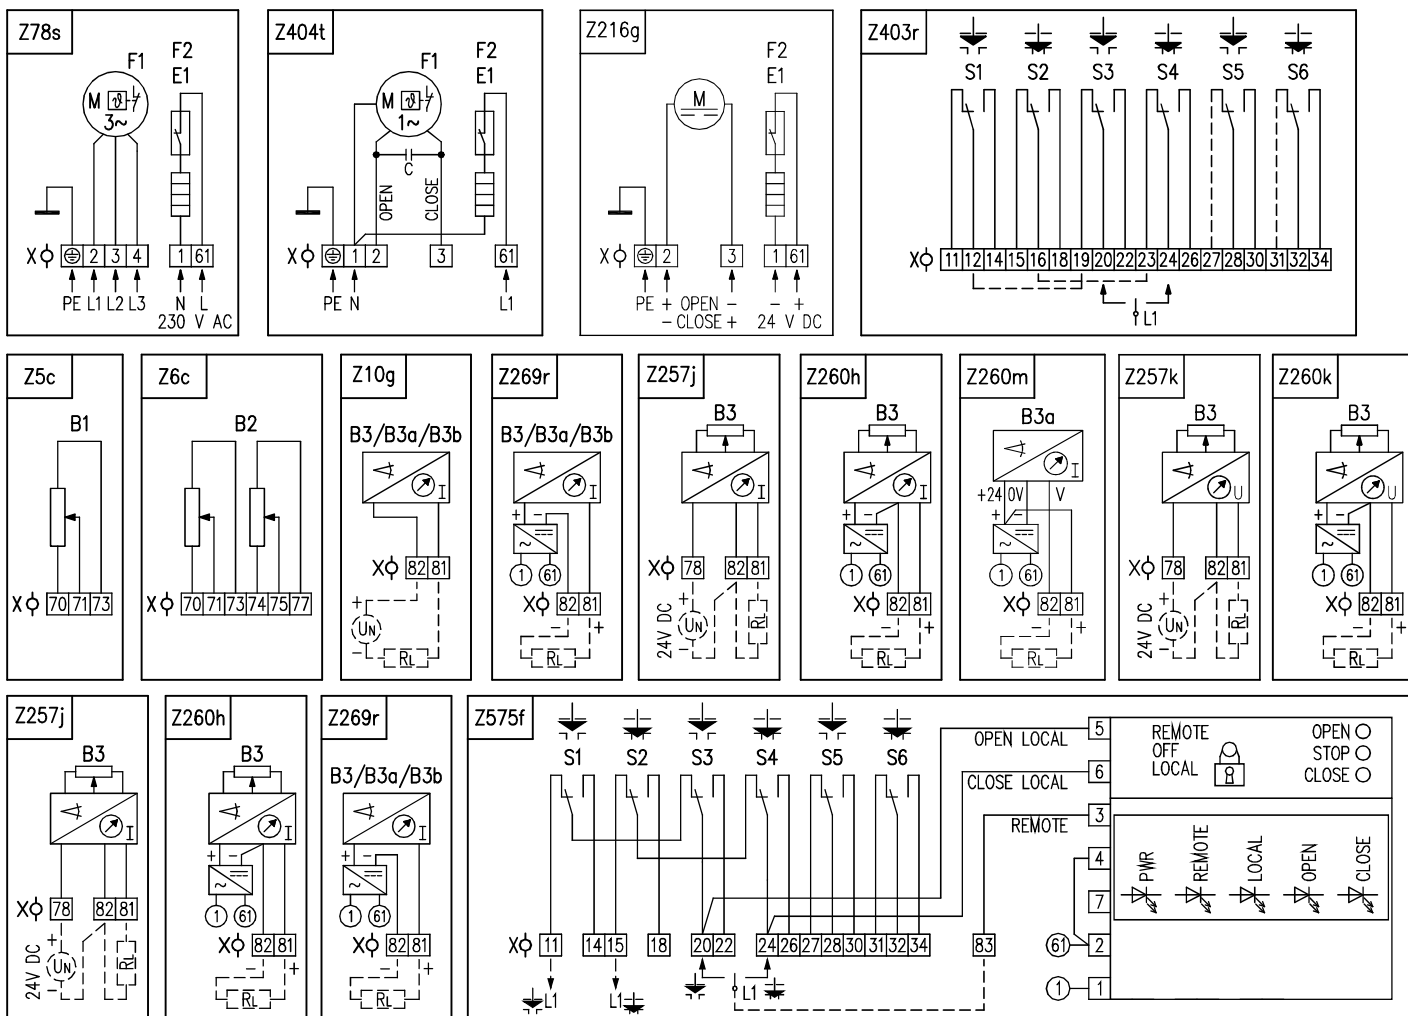 Z78s
F1
F2
E1
M ϑ
3~
X
2 3 4 1 61
PE L1 L2 L3 N L
230 V AC
Z404t
F1
F2
E1
M ϑ
1~
C
OPEN
CLOSE
X
1 2 3 61
PE N L1
Z216g
F2
E1
M
X
2 3 1 61
PE + OPEN - - +
- CLOSE + 24 V DC
Z403r
S1 S2 S3 S4 S5 S6
X
11 12 14 15 16 18 19 20 22 23 24 26 27 28 30 31 32 34
L1
Z5c
B1
X
70 71 73
Z6c
B2
X
70 71 73 74 75 77
Z10g
B3/B3a/B3b
I
X
82 81
+
UN
-
RL
Z269r
B3/B3a/B3b
I
+ -
~
1 61
X
82 81
- +
RL
Z257j
B3
I
X
78 82 81
24V DC
+
UN
-
RL
Z260h
B3
I
+ -
~
1 61
X
82 81
- +
RL
Z260m
B3a
I
+24 0V V
+ -
~
1 61
X
82 81
- +
RL
Z257k
B3
U
X
78 82 81
24V DC
+
UN
-
RL
Z260k
B3
U
+ -
~
1 61
X
82 81
- +
RL
Z257j
B3
I
X
78 82 81
24V DC
+
UN
-
RL
Z260h
B3
I
+ -
~
1 61
X
82 81
- +
RL
Z269r
B3/B3a/B3b
I
+ -
~
1 61
X
82 81
- +
RL
Z575f
S1 S2 S3 S4 S5 S6
X
11 14 15 18 20 22 24 26 27 28 30 31 32 34 83
L1 L1 L1
OPEN LOCAL
CLOSE LOCAL
REMOTE
5
6
3
4
7
61 2
1 1
REMOTE
OFF
LOCAL
OPEN
STOP
CLOSE
PWR
REMOTE
LOCAL
OPEN
CLOSE